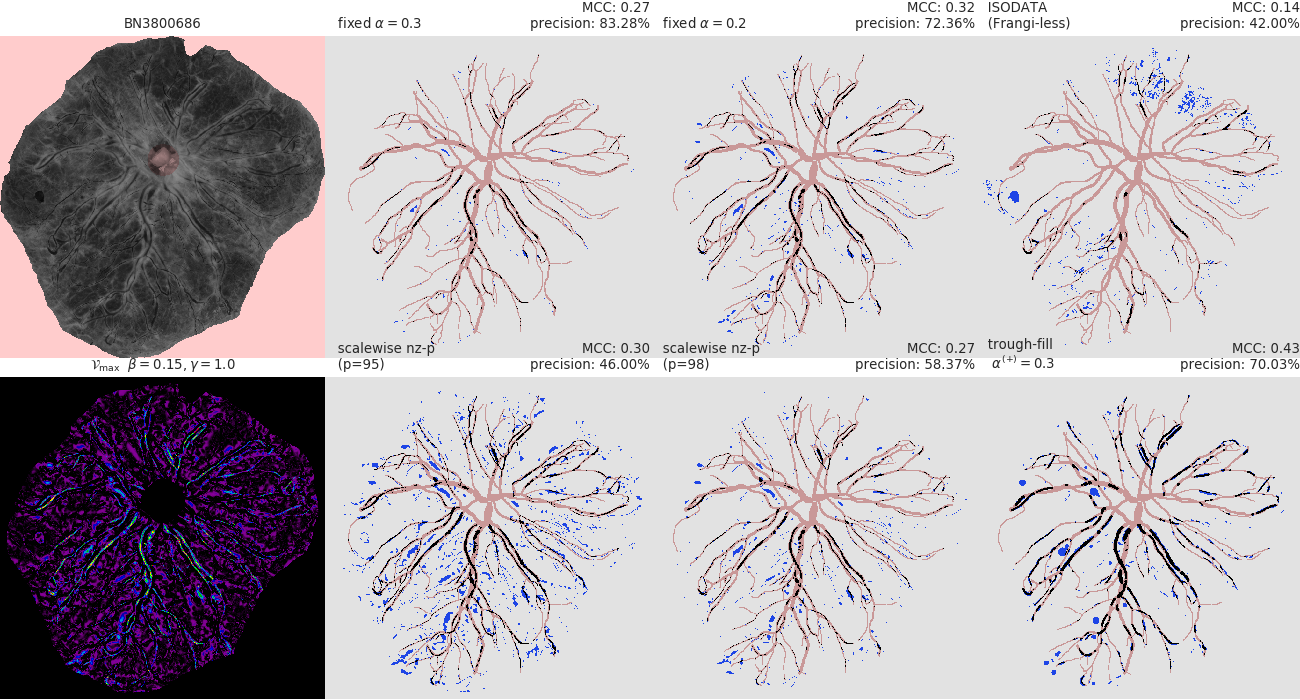 BN3800686
fixed α = 0.3
MCC: 0.27
precision: 83.28%
fixed α = 0.2
MCC: 0.32
precision: 72.36%
ISODATA
(Frangi-less)
MCC: 0.14
precision: 42.00%
𝒱max β = 0.15, γ = 1.0
scalewise nz-p
(p=95)
MCC: 0.30
precision: 46.00%
scalewise nz-p
(p=98)
MCC: 0.27
precision: 58.37%
trough-fill
α(+) = 0.3
MCC: 0.43
precision: 70.03%